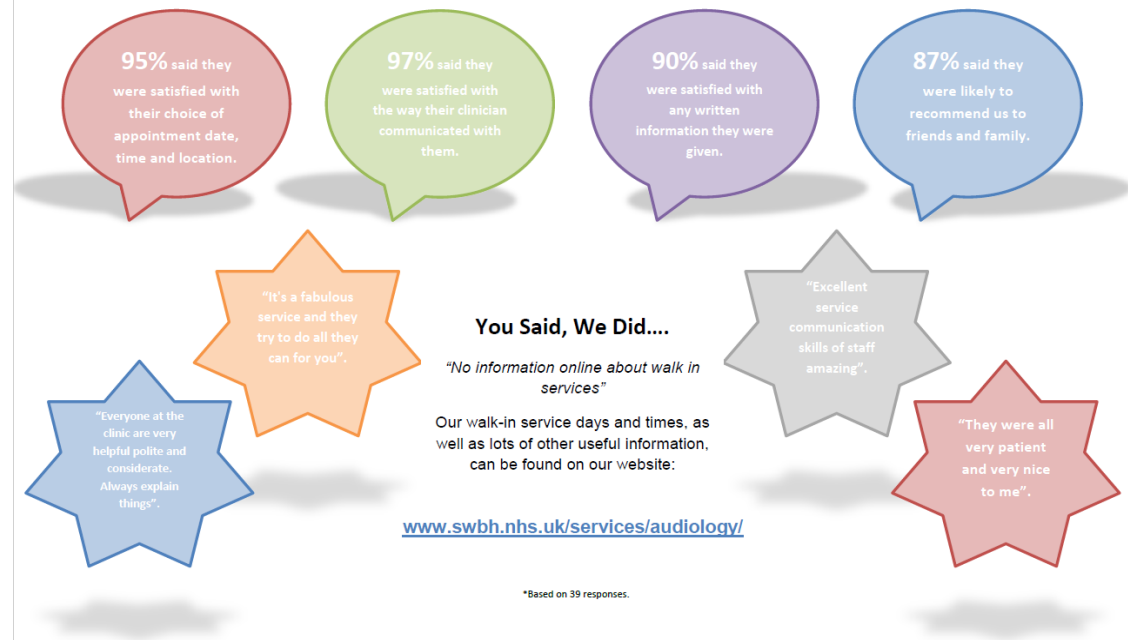 95% said they
were satisfied with
their choice of
appointment date,
time and location.
97% said they
were satisfied with
the way their clinician
communicated with
them.
90% said they
were satisfied with
any written
information they were
given.
87% said they
were likely to
recommend us to
friends and family.
“It's a fabulous
service and they
try to do all they
can for you”.
“Excellent
service
communication
skills of staff
amazing”.
You Said, We Did….
“No information online about walk in
services”
Our walk-in service days and times, as
well as lots of other useful information,
can be found on our website:
www.swbh.nhs.uk/services/audiology/
“Everyone at the
clinic are very
helpful polite and
considerate.
Always explain
things”.
“They were all
very patient
and very nice
to me”.
*Based on 39 responses.